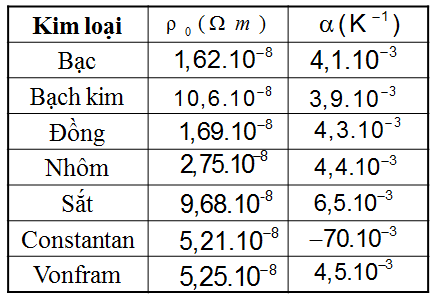 Kim loại ρ₀(Ω m) α(K⁻¹)
Bạc 1,62.10⁻⁸ 4,1.10⁻³
Bạch kim 10,6.10⁻⁸ 3,9.10⁻³
Đồng 1,69.10⁻⁸ 4,3.10⁻³
Nhôm 2,75.10⁻⁸ 4,4.10⁻³
Sắt 9,68.10⁻⁸ 6,5.10⁻³
Constantan 5,21.10⁻⁸ –70.10⁻³
Vonfram 5,25.10⁻⁸ 4,5.10⁻³